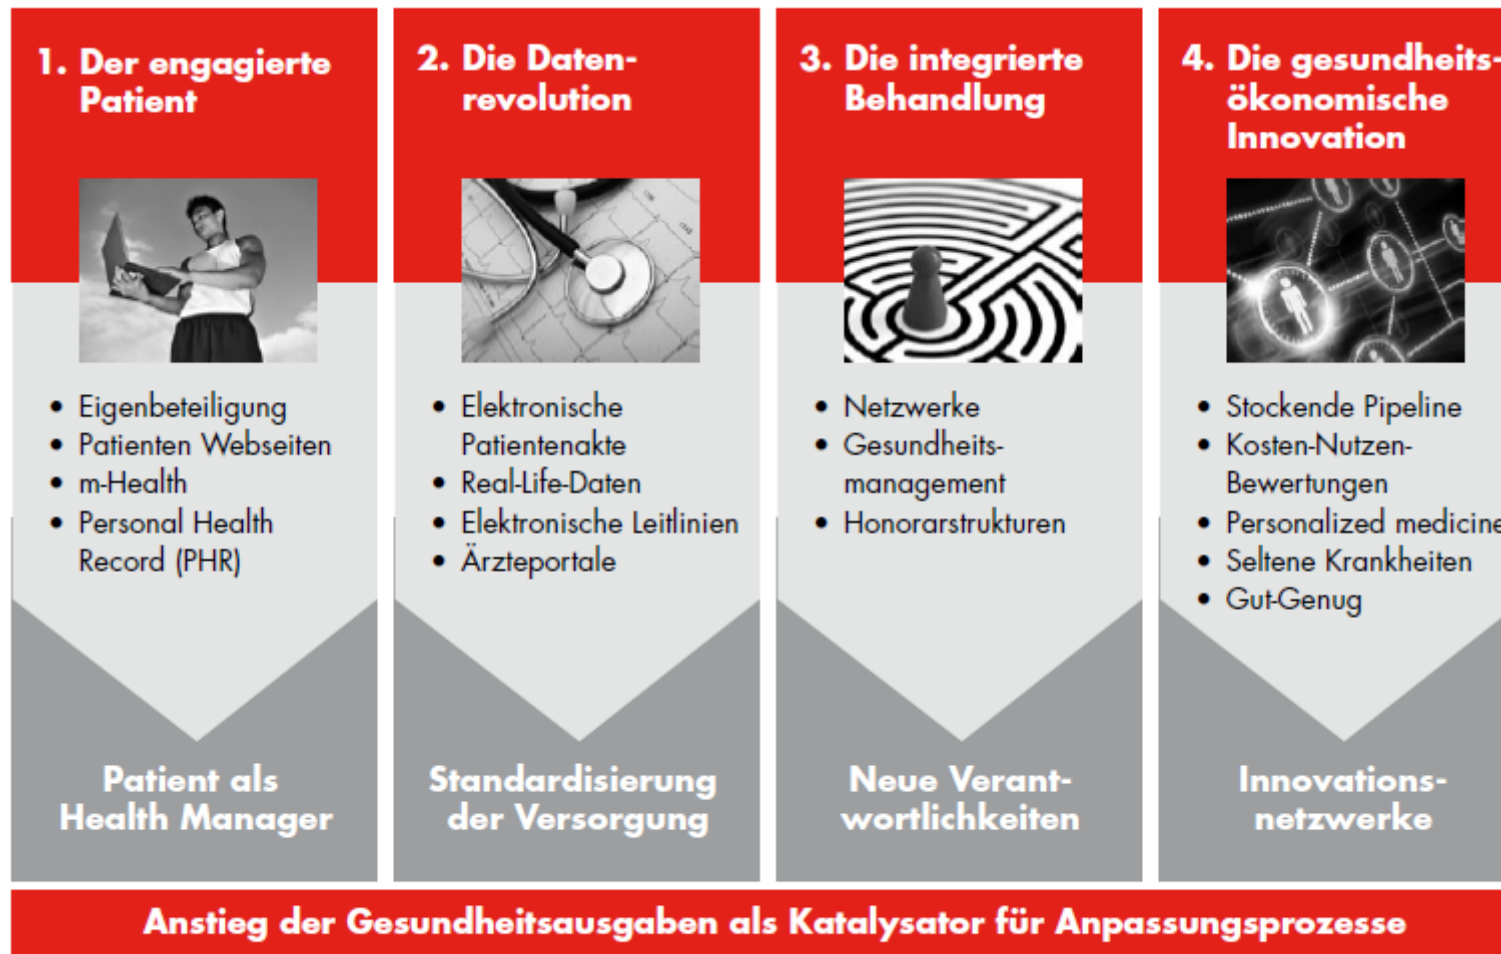 1. Der engagierte
Patient
• Eigenbeteiligung
• Patienten Webseiten
• m-Health
• Personal Health
Record (PHR)
Patient als
Health Manager
2. Die Daten-
revolution
• Elektronische
Patientenakte
• Real-Life-Daten
• Elektronische Leitlinien
• Ärzteportale
Standardisierung
der Versorgung
3. Die integrierte
Behandlung
• Netzwerke
• Gesundheits-
management
• Honorarstrukturen
Neue Verant-
wortlichkeiten
4. Die gesundheits-
ökonomische
Innovation
• Stockende Pipeline
• Kosten-Nutzen-
Bewertungen
• Personalized medicine
• Seltene Krankheiten
• Gut-Genug
Innovations-
netzwerke
Anstieg der Gesundheitsausgaben als Katalysator für Anpassungsprozesse